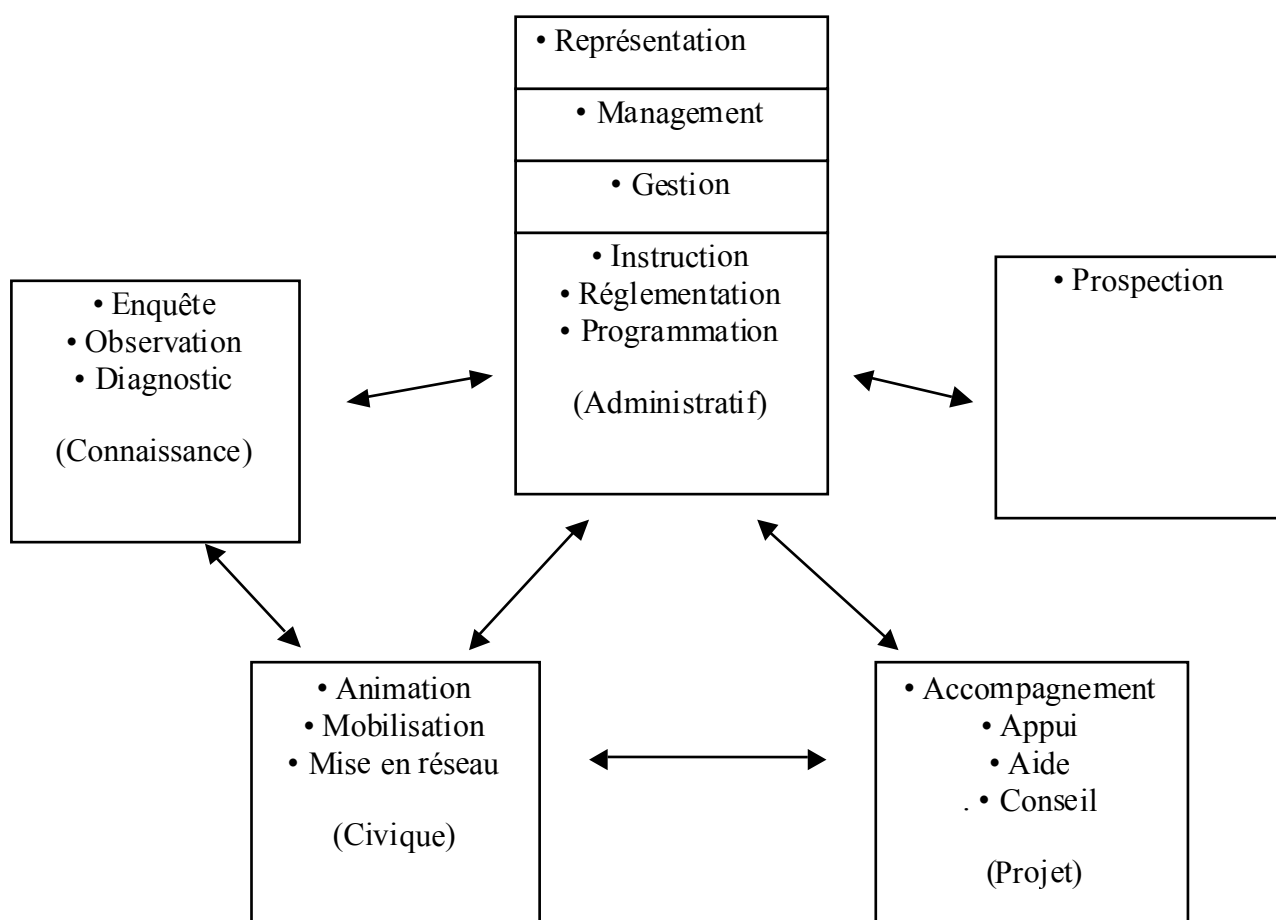 • Représentation
• Management
• Gestion
• Instruction
• Réglementation
• Programmation
(Administratif)
• Enquête
• Observation
• Diagnostic
(Connaissance)
• Prospection
• Animation
• Mobilisation
• Mise en réseau
(Civique)
• Accompagnement
• Appui
• Aide
. • Conseil
(Projet)